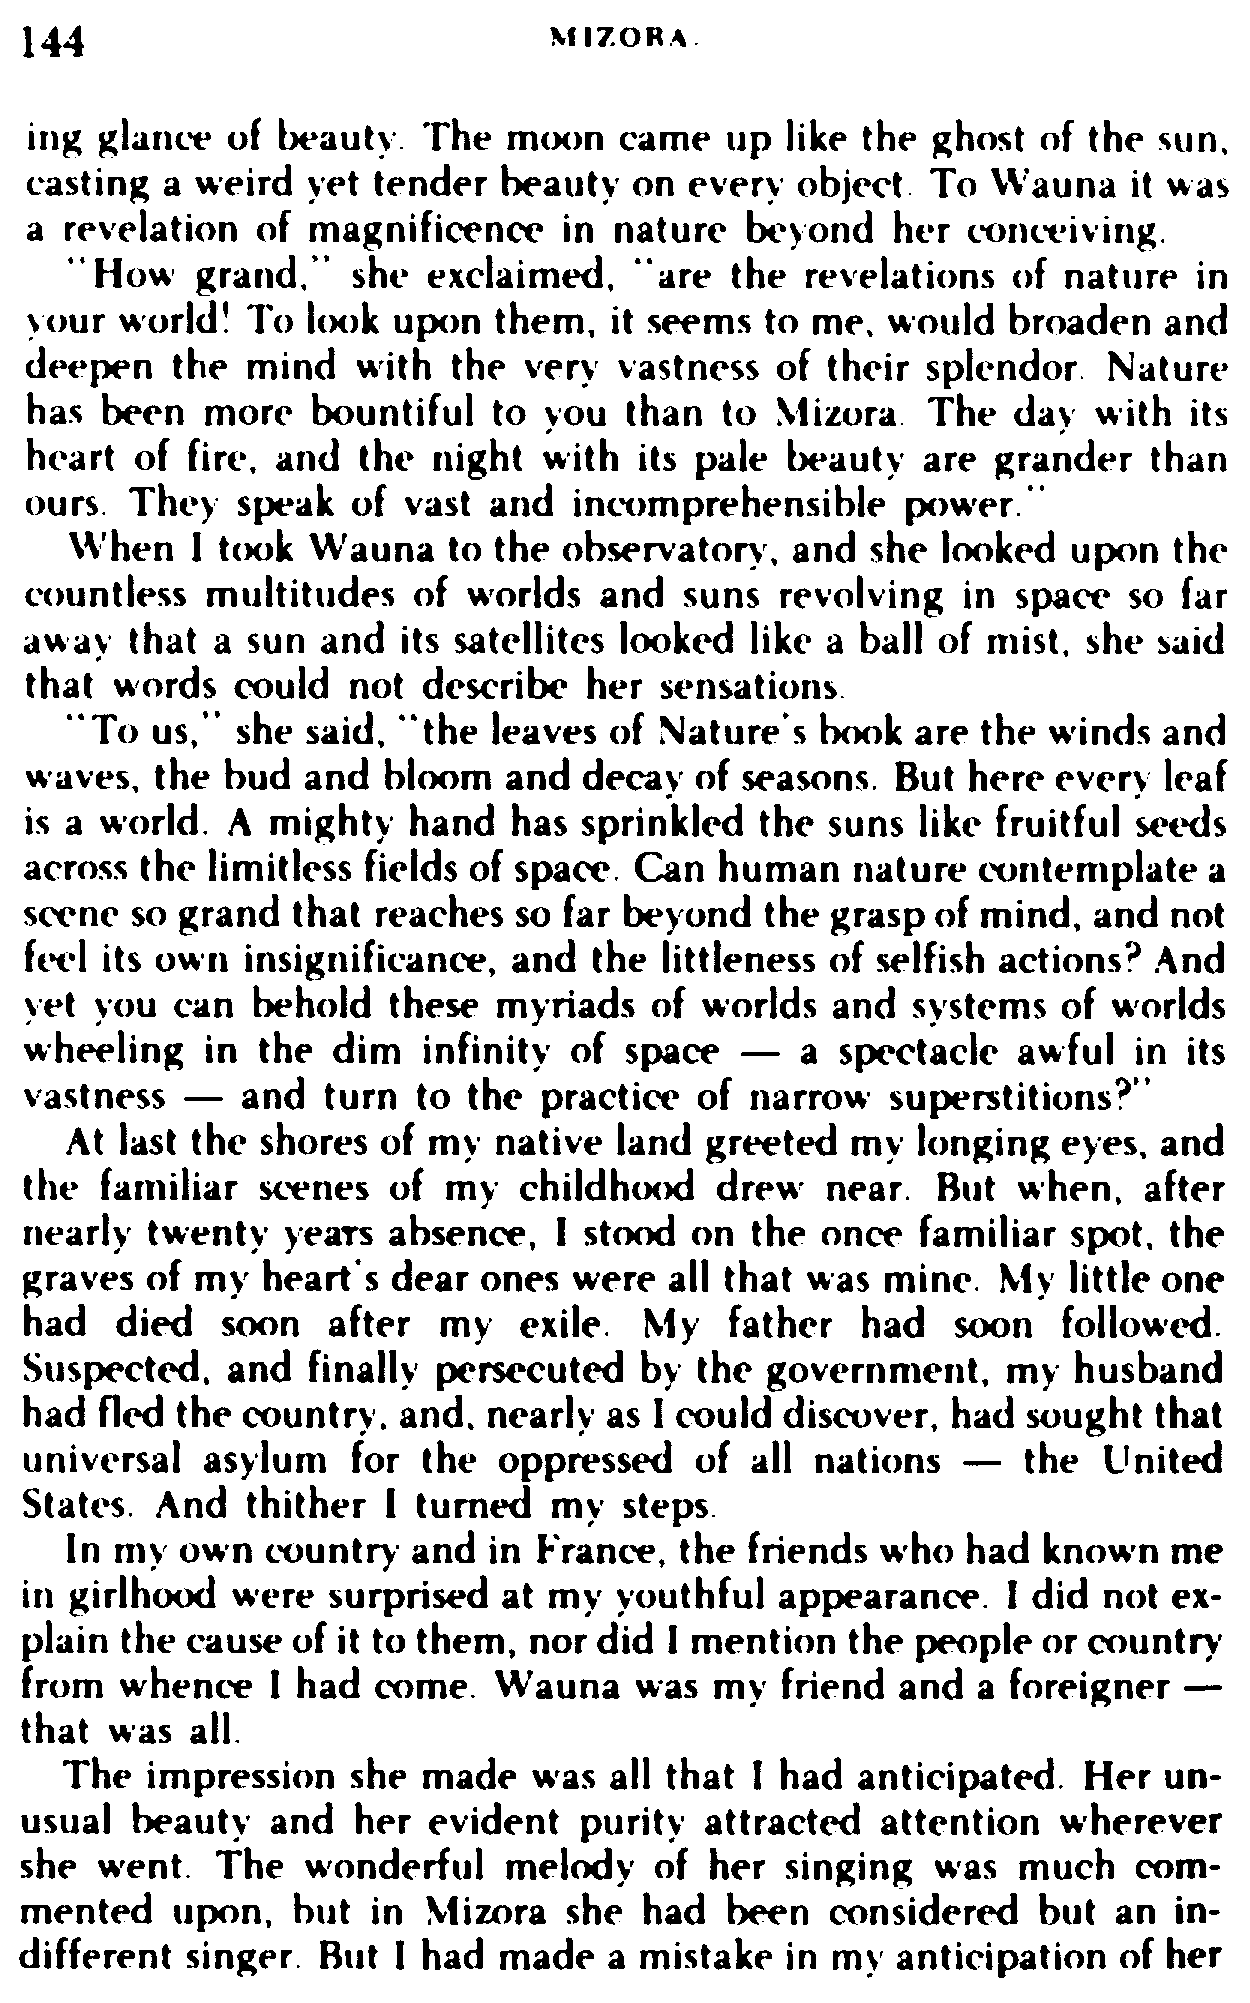 144 MIZORA.
ing glance of beauty. The moon came up like the ghost of the sun,
casting a weird yet tender beauty on every object. To Wauna it was
a revelation of magnificence in nature beyond her conceiving.
"How grand," she exclaimed, "are the revelations of nature in
your world! To look upon them, it seems to me, would broaden and
deepen the mind with the very vastness of their splendor. Nature
has been more bountiful to you than to Mizora. The day with its
heart of fire, and the night with its pale beauty are grander than
ours. They speak of vast and incomprehensible power."
When I took Wauna to the observatory, and she looked upon the
countless multitudes of worlds and suns revolving in space so far
away that a sun and its satellites looked like a ball of mist, she said
that words could not describe her sensations.
"To us," she said, "the leaves of Nature's book are the winds and
waves, the bud and bloom and decay of seasons. But here every leaf
is a world. A mighty hand has sprinkled the suns like fruitful seeds
across the limitless fields of space. Can human nature contemplate a
scene so grand that reaches so far beyond the grasp of mind, and not
feel its own insignificance, and the littleness of selfish actions? And
yet you can behold these myriads of worlds and systems of worlds
wheeling in the dim infinity of space — a spectacle awful in its
vastness — and turn to the practice of narrow superstitions?"
At last the shores of my native land greeted my longing eyes, and
the familiar scenes of my childhood drew near. But when, after
nearly twenty years absence, I stood on the once familiar spot, the
graves of my heart's dear ones were all that was mine. My little one
had died soon after my exile. My father had soon followed.
Suspected, and finally persecuted by the government, my husband
had fled the country, and, nearly as I could discover, had sought that
universal asylum for the oppressed of all nations — the United
States. And thither I turned my steps.
In my own country and in France, the friends who had known me
in girlhood were surprised at my youthful appearance. I did not ex-
plain the cause of it to them, nor did I mention the people or country
from whence I had come. Wauna was my friend and a foreigner —
that was all.
The impression she made was all that I had anticipated. Her un-
usual beauty and her evident purity attracted attention wherever
she went. The wonderful melody of her singing was much com-
mented upon, but in Mizora she had been considered but an in-
different singer. But I had made a mistake in my anticipation of her